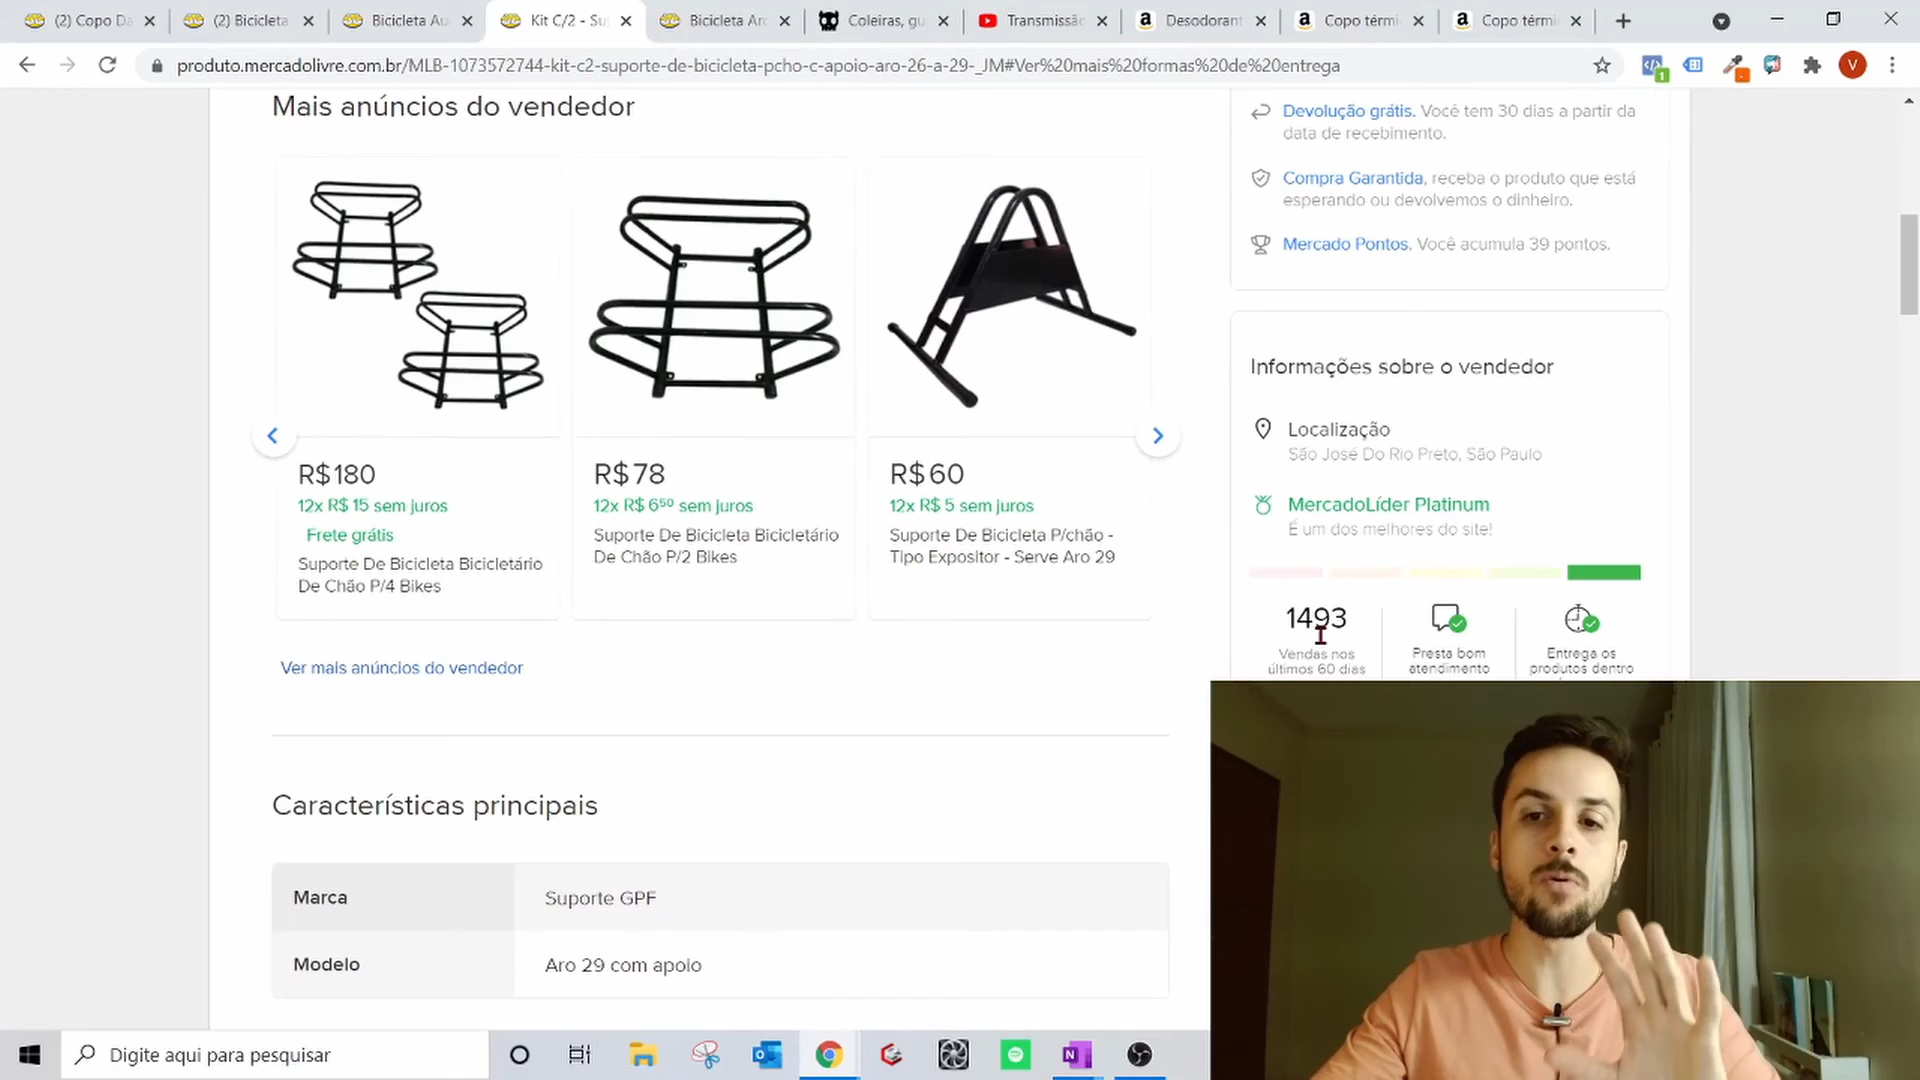 (2) Copo Da
(2) Bicicleta
Bicicleta Au
Kit C/2 - Su
Bicicleta Aro
Coleiras, gu
Transmissão
Desodorant
Copo térmi
Copo térmi
produto.mercadolivre.com.br/MLB-1073572744-kit-c2-suporte-de-bicicleta-pcho-c-apoio-aro-26-a-29-_JM#Ver%20mais%20formas%20de%20entrega
1
V
Mais anúncios do vendedor
R$180
12x R$ 15 sem juros
Frete grátis
Suporte De Bicicleta Bicicletário
De Chão P/4 Bikes
R$78
12x R$ 6⁵⁰ sem juros
Suporte De Bicicleta Bicicletário
De Chão P/2 Bikes
R$60
12x R$ 5 sem juros
Suporte De Bicicleta P/chão -
Tipo Expositor - Serve Aro 29
Ver mais anúncios do vendedor
Características principais
Marca
Suporte GPF
Modelo
Aro 29 com apoio
Devolução grátis. Você tem 30 dias a partir da
data de recebimento.
Compra Garantida, receba o produto que está
esperando ou devolvemos o dinheiro.
Mercado Pontos. Você acumula 39 pontos.
Informações sobre o vendedor
Localização
São José Do Rio Preto, São Paulo
MercadoLíder Platinum
É um dos melhores do site!
1493
Vendas nos
últimos 60 dias
Presta bom
atendimento
Entrega os
produtos dentro
Digite aqui para pesquisar
N